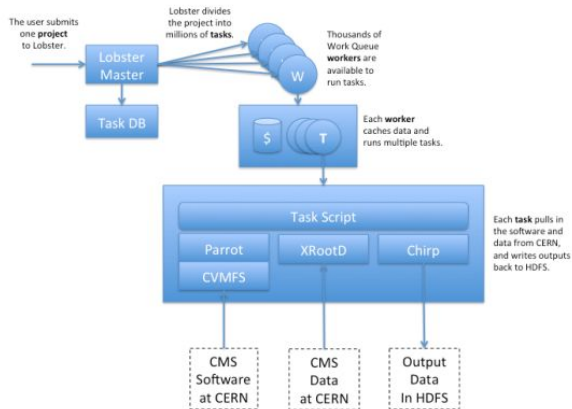 The user submits
one project
to Lobster.
Lobster divides
the project into
millions of tasks.
Thousands of
Work Queue
workers are
available to
run tasks.
Lobster
Master
W
Task DB
$
T
Each worker
caches data and
runs multiple tasks.
Task Script
Parrot
XRootD
Chirp
CVMFS
Each task pulls in
the software and
data from CERN,
and writes outputs
back to HDFS.
CMS
Software
at CERN
CMS
Data
at CERN
Output
Data
In HDFS